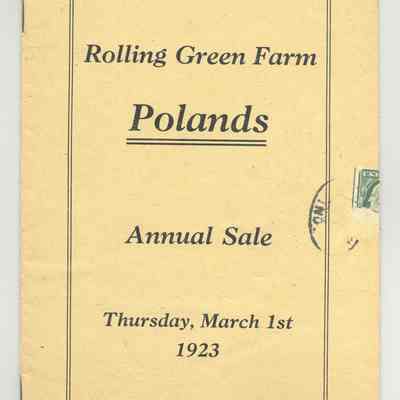 Rolling Green Farm
Polands
Annual Sale
Thursday, March 1st
1923